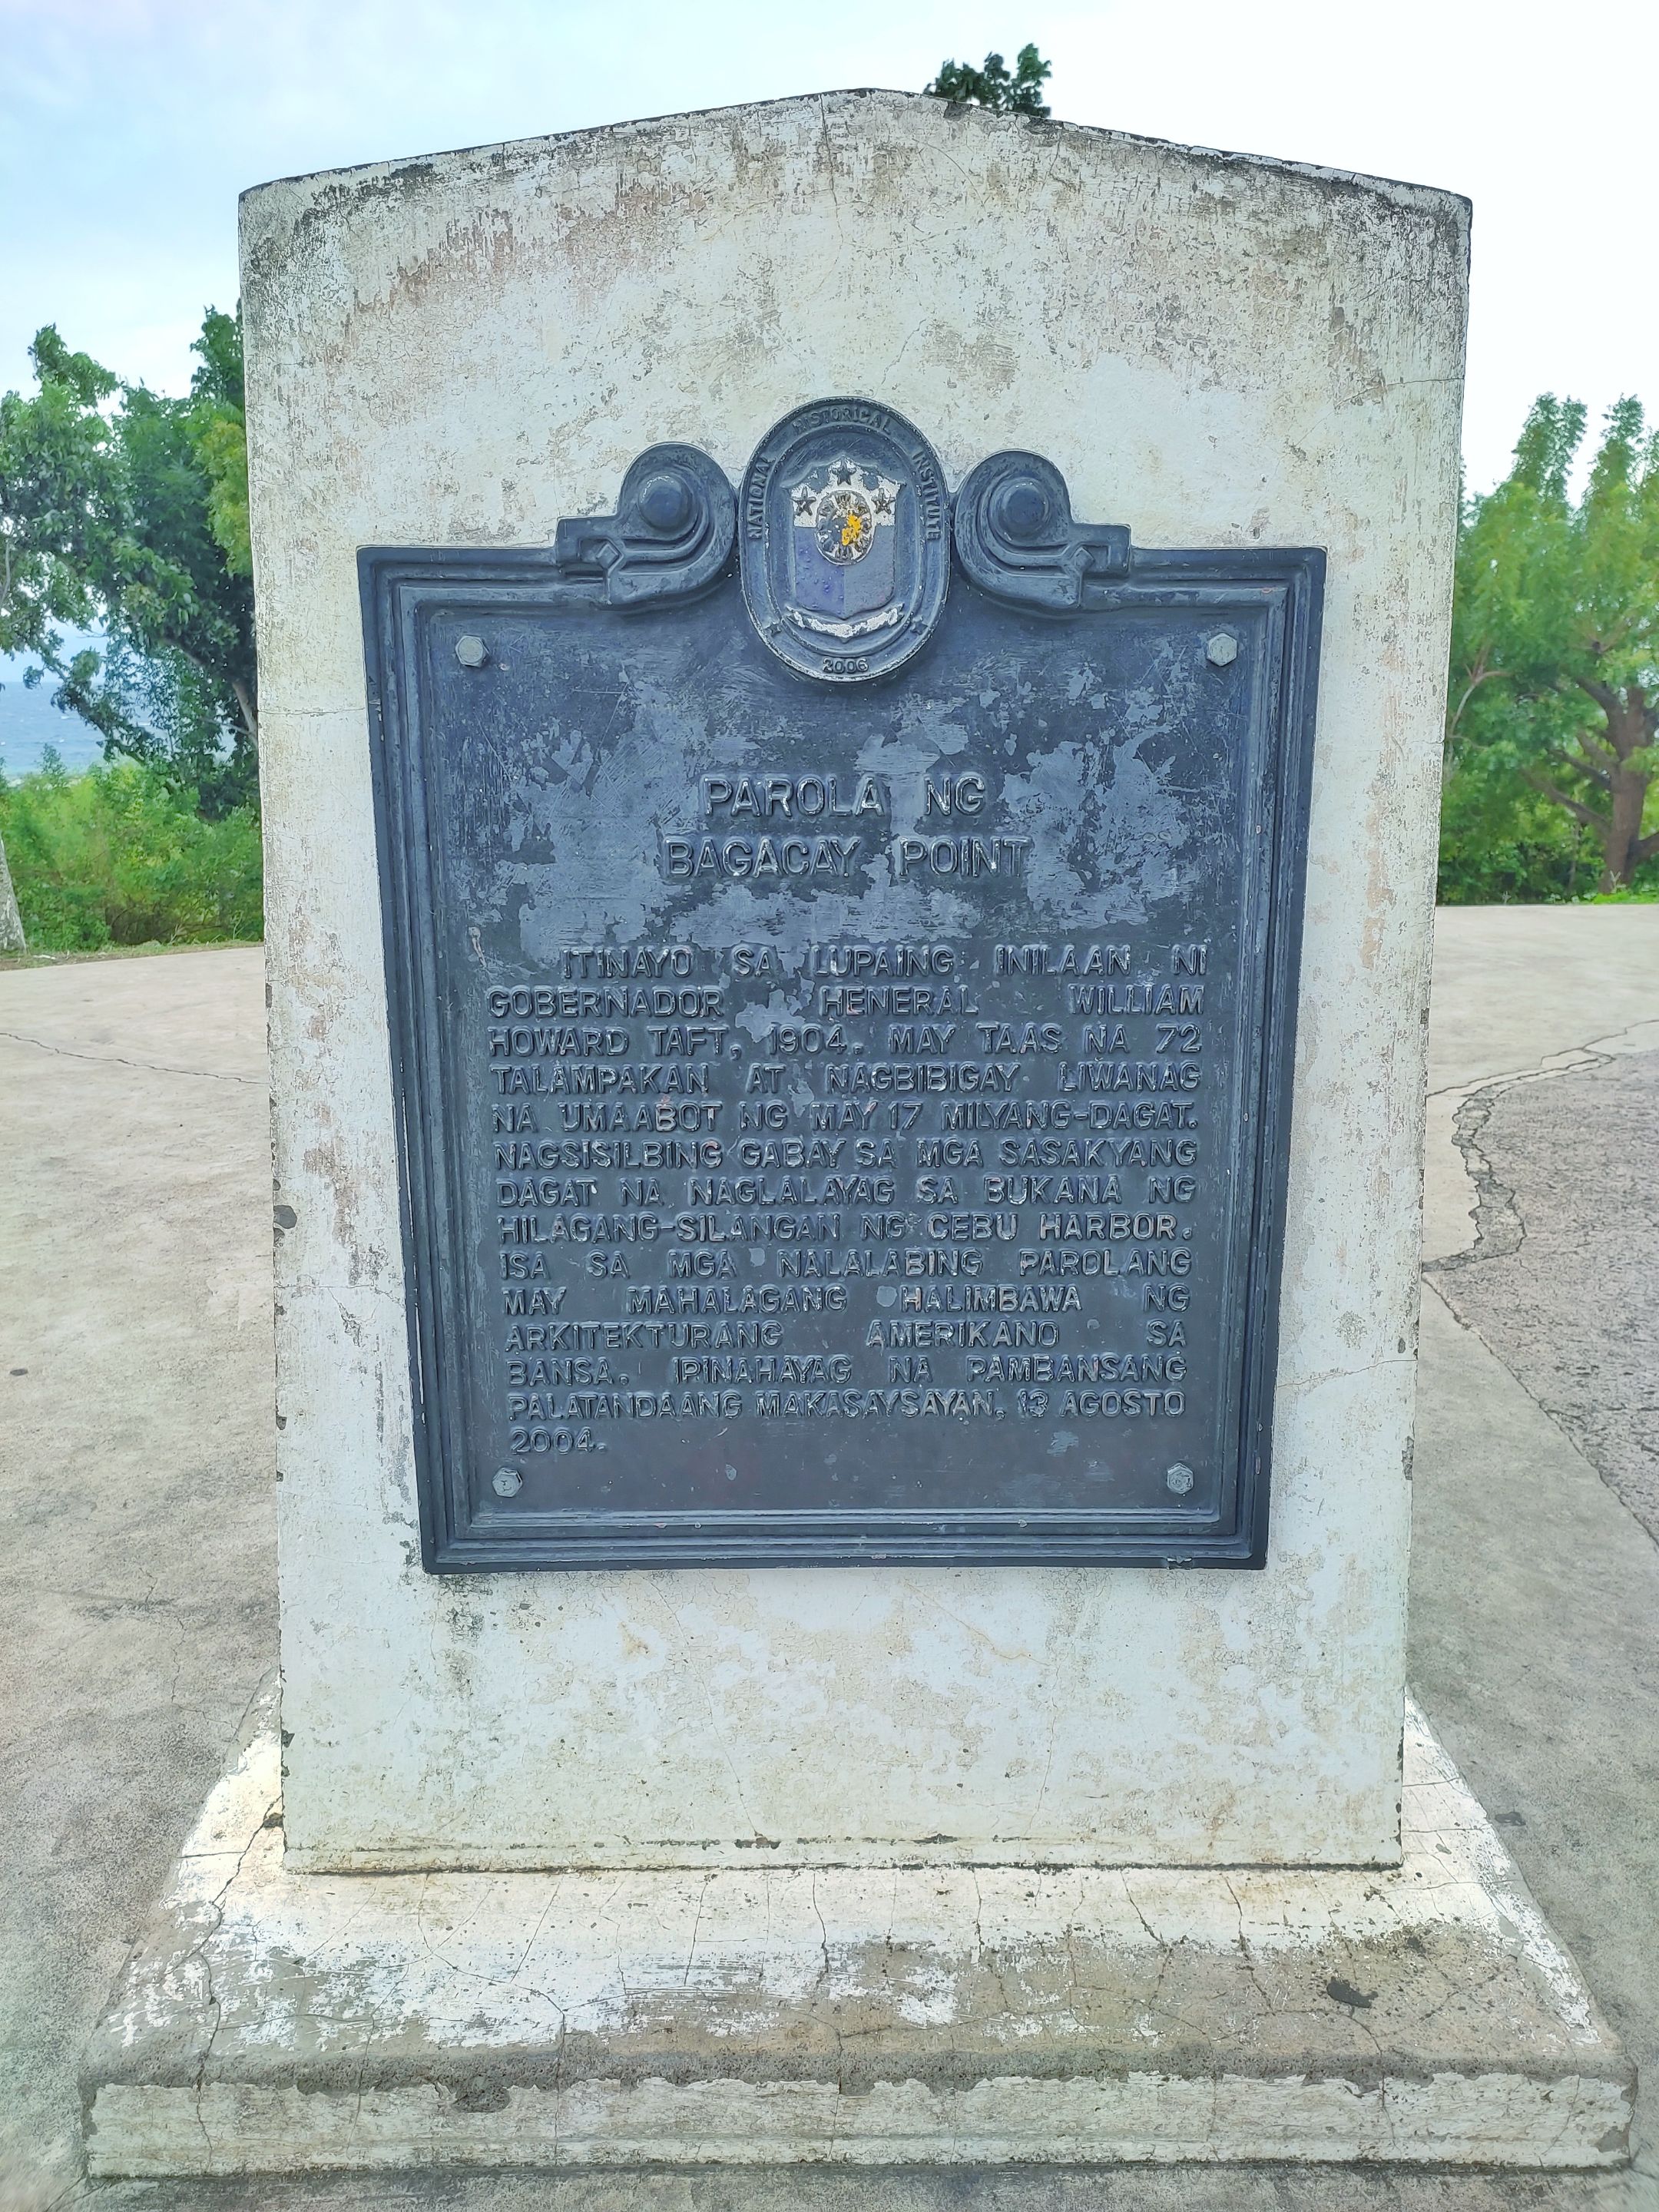 NATIONAL HISTORICAL INSTITUTE
2006
PAROLA NG
BAGACAY POINT
ITINAYO SA LUPAING INILAAN NI
GOBERNADOR HENERAL WILLIAM
HOWARD TAFT, 1904. MAY TAAS NA 72
TALAMPAKAN AT NAGBIBIGAY LIWANAG
NA UMAABOT NG MAY 17 MILYANG-DAGAT.
NAGSISILBING GABAY SA MGA SASAKYANG
DAGAT NA NAGLALAYAG SA BUKANA NG
HILAGANG-SILANGAN NG CEBU HARBOR.
ISA SA MGA NALALABING PAROLANG
MAY MAHALAGANG HALIMBAWA NG
ARKITEKTURANG AMERIKANO SA
BANSA. IPINAHAYAG NA PAMBANSANG
PALATANDAANG MAKASAYSAYAN, 13 AGOSTO
2004.